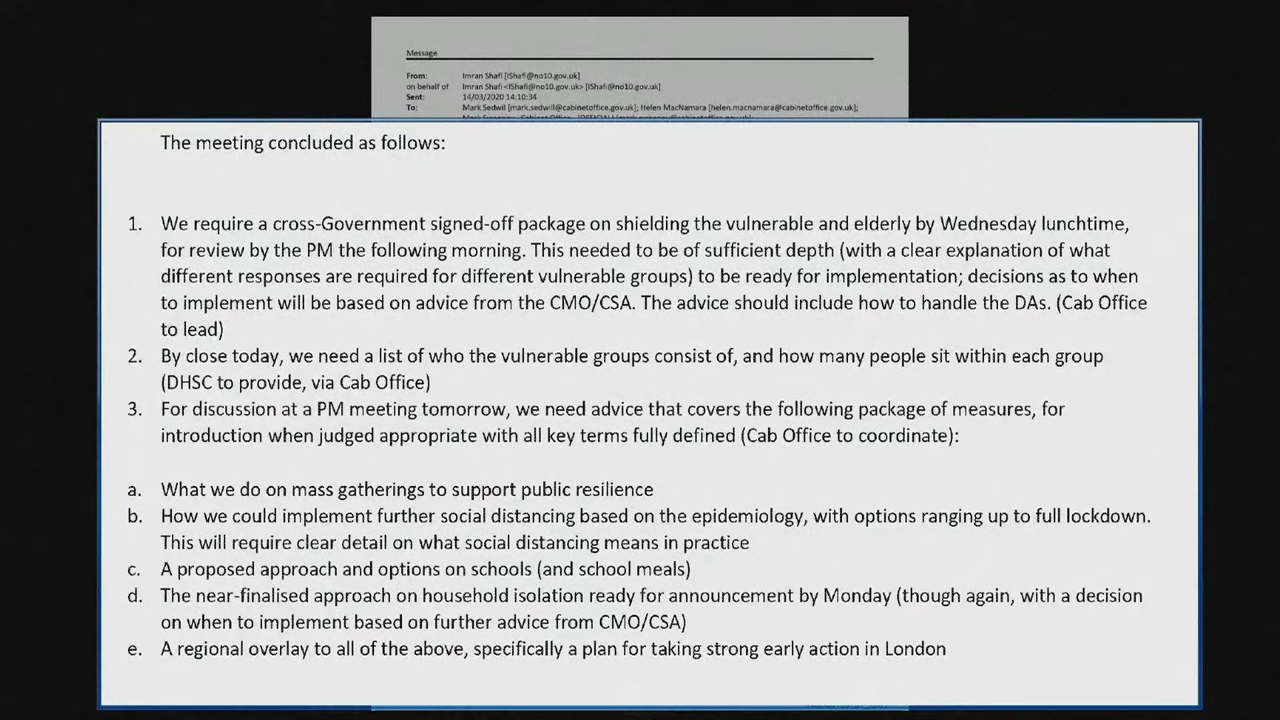 Message
From: Imran Shafi [IShafi@no10.gov.uk]
on behalf of Imran Shafi <IShafi@no10.gov.uk> [IShafi@no10.gov.uk]
Sent: 14/03/2020 14:10:34
To: Mark Sedwill [mark.sedwill@cabinetoffice.gov.uk]; Helen MacNamara [helen.macnamara@cabinetoffice.gov.uk];
The meeting concluded as follows:
1. We require a cross-Government signed-off package on shielding the vulnerable and elderly by Wednesday lunchtime,
for review by the PM the following morning. This needed to be of sufficient depth (with a clear explanation of what
different responses are required for different vulnerable groups) to be ready for implementation; decisions as to when
to implement will be based on advice from the CMO/CSA. The advice should include how to handle the DAs. (Cab Office
to lead)
2. By close today, we need a list of who the vulnerable groups consist of, and how many people sit within each group
(DHSC to provide, via Cab Office)
3. For discussion at a PM meeting tomorrow, we need advice that covers the following package of measures, for
introduction when judged appropriate with all key terms fully defined (Cab Office to coordinate):
a. What we do on mass gatherings to support public resilience
b. How we could implement further social distancing based on the epidemiology, with options ranging up to full lockdown.
This will require clear detail on what social distancing means in practice
c. A proposed approach and options on schools (and school meals)
d. The near-finalised approach on household isolation ready for announcement by Monday (though again, with a decision
on when to implement based on further advice from CMO/CSA)
e. A regional overlay to all of the above, specifically a plan for taking strong early action in London